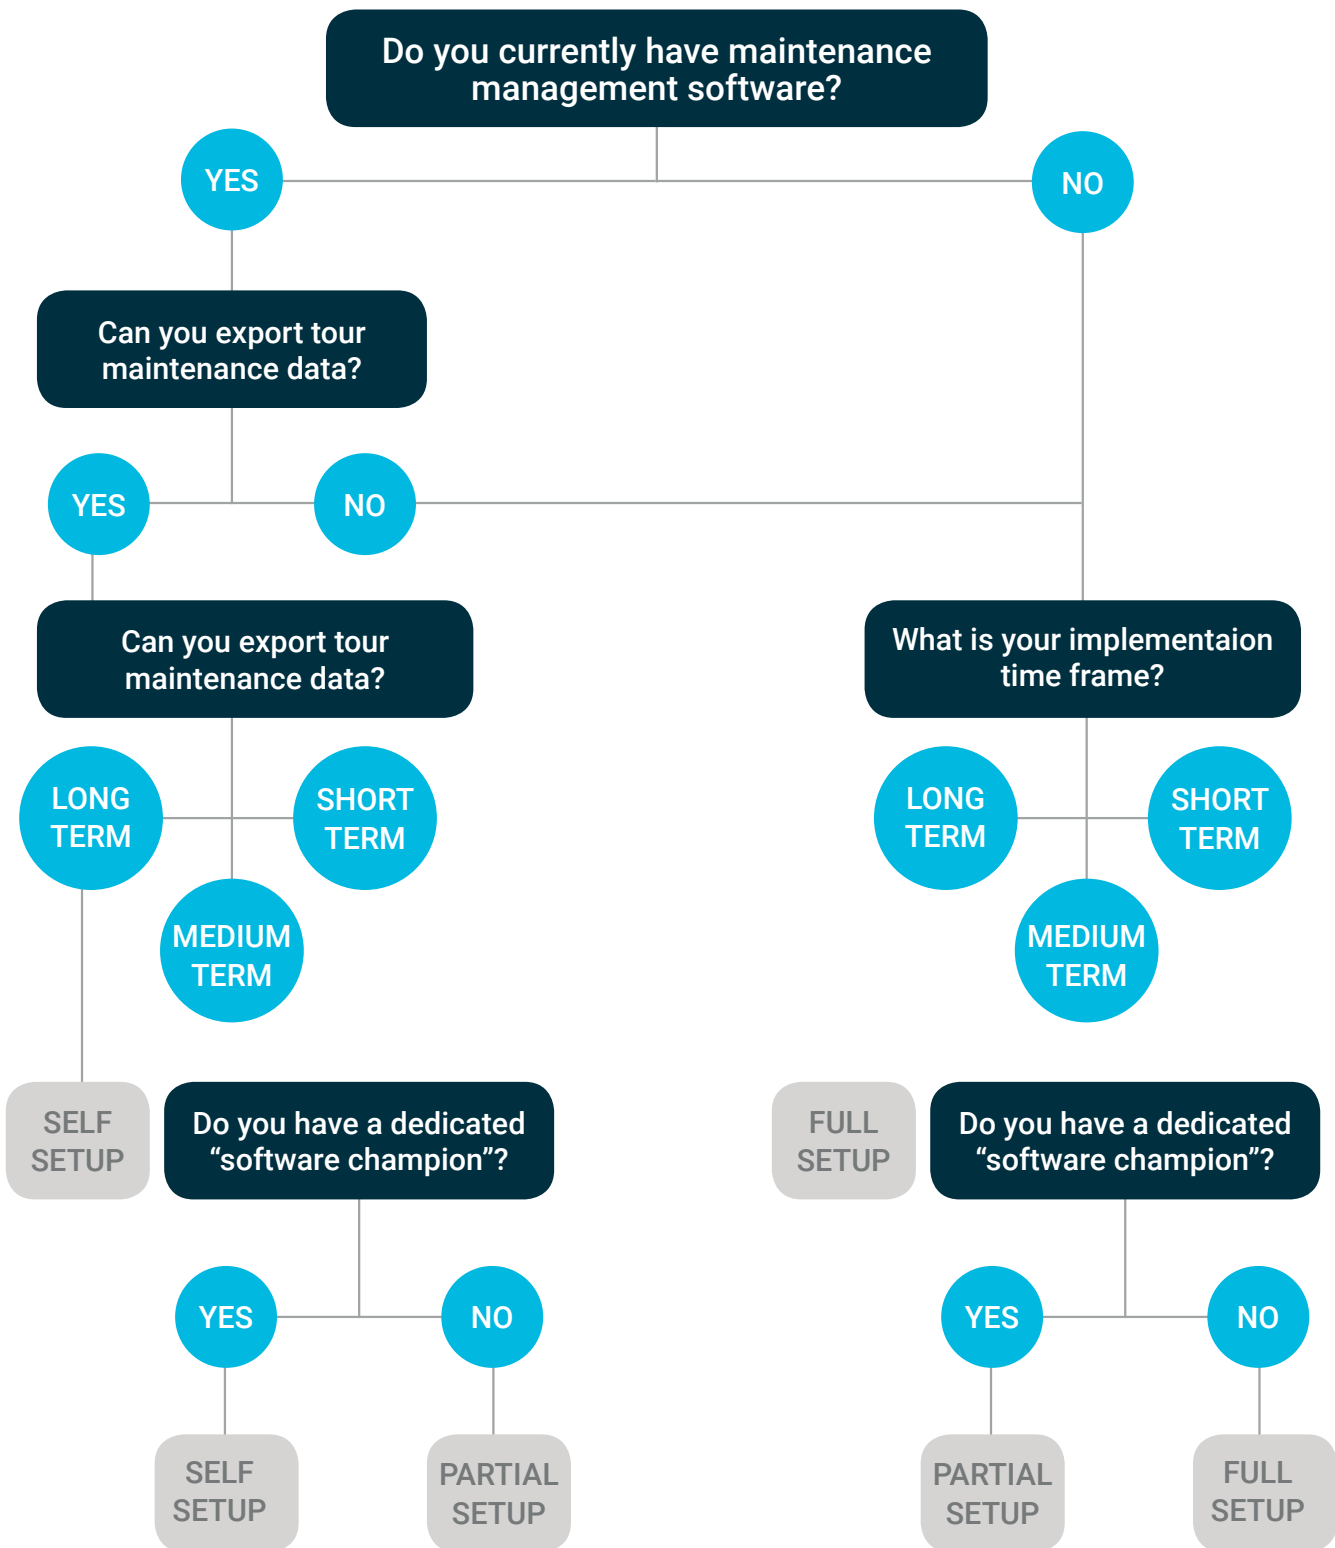 Do you currently have maintenance
management software?
YES
NO
Can you export tour
maintenance data?
YES
NO
Can you export tour
maintenance data?
What is your implementaion
time frame?
LONG
TERM
SHORT
TERM
MEDIUM
TERM
LONG
TERM
SHORT
TERM
MEDIUM
TERM
SELF
SETUP
Do you have a dedicated
“software champion”?
FULL
SETUP
Do you have a dedicated
“software champion”?
YES
NO
YES
NO
SELF
SETUP
PARTIAL
SETUP
PARTIAL
SETUP
FULL
SETUP